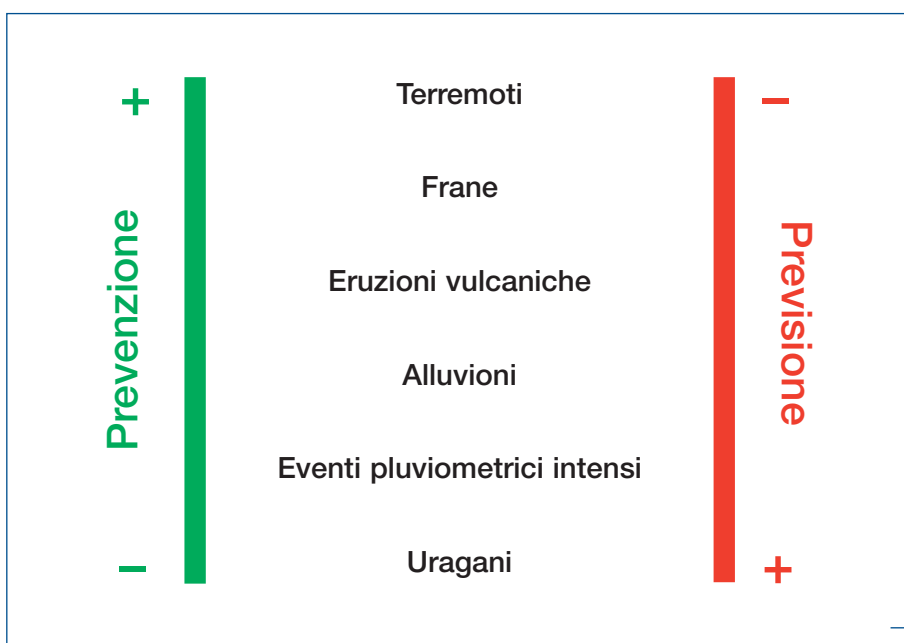 +
Terremoti
−
Frane
Prevenzione
Eruzioni vulcaniche
Previsione
Alluvioni
Eventi pluviometrici intensi
−
Uragani
+